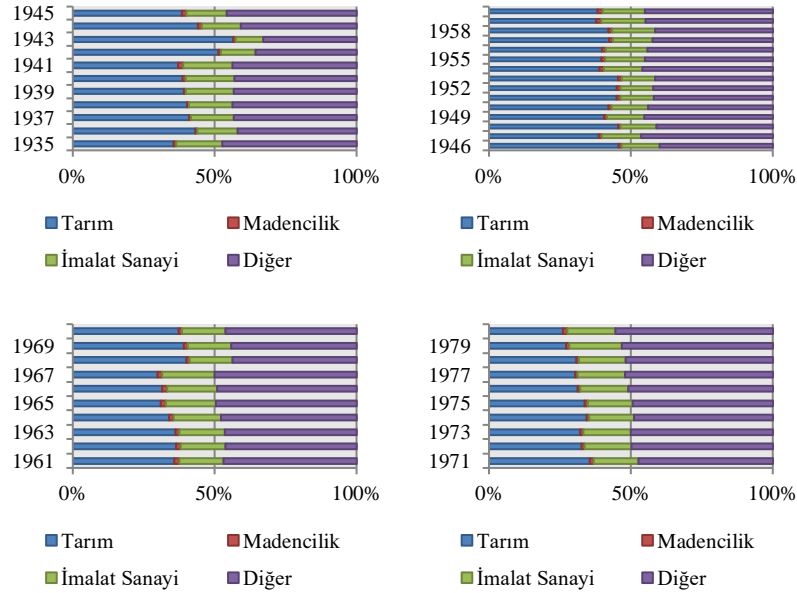 1945
1943
1941
1939
1937
1935
0% 50% 100%
Tarım Madencilik
İmalat Sanayi Diğer
1958
1955
1952
1949
1946
0% 50% 100%
Tarım Madencilik
İmalat Sanayi Diğer
1969
1967
1965
1963
1961
0% 50% 100%
Tarım Madencilik
İmalat Sanayi Diğer
1979
1977
1975
1973
1971
0% 50% 100%
Tarım Madencilik
İmalat Sanayi Diğer